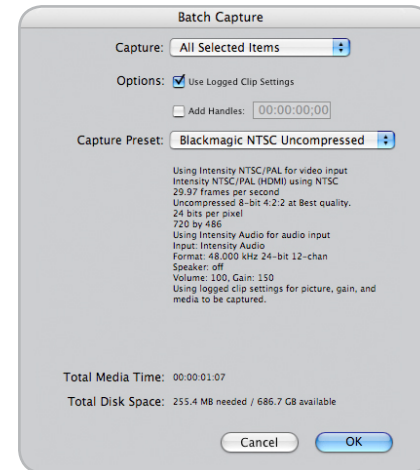 Batch Capture
Capture: All Selected Items
Options: Use Logged Clip Settings
Add Handles: 00:00:00;00
Capture Preset: Blackmagic NTSC Uncompressed
Using Intensity NTSC/PAL for video input
Intensity NTSC/PAL (HDMI) using NTSC
29.97 frames per second
Uncompressed 8-bit 4:2:2 at Best quality.
24 bits per pixel
720 by 486
Using Intensity Audio for audio input
Input: Intensity Audio
Format: 48.000 kHz 24-bit 12-chan
Speaker: off
Volume: 100, Gain: 150
Using logged clip settings for picture, gain, and
media to be captured.
Total Media Time: 00:00:01:07
Total Disk Space: 255.4 MB needed / 686.7 GB available
Cancel OK